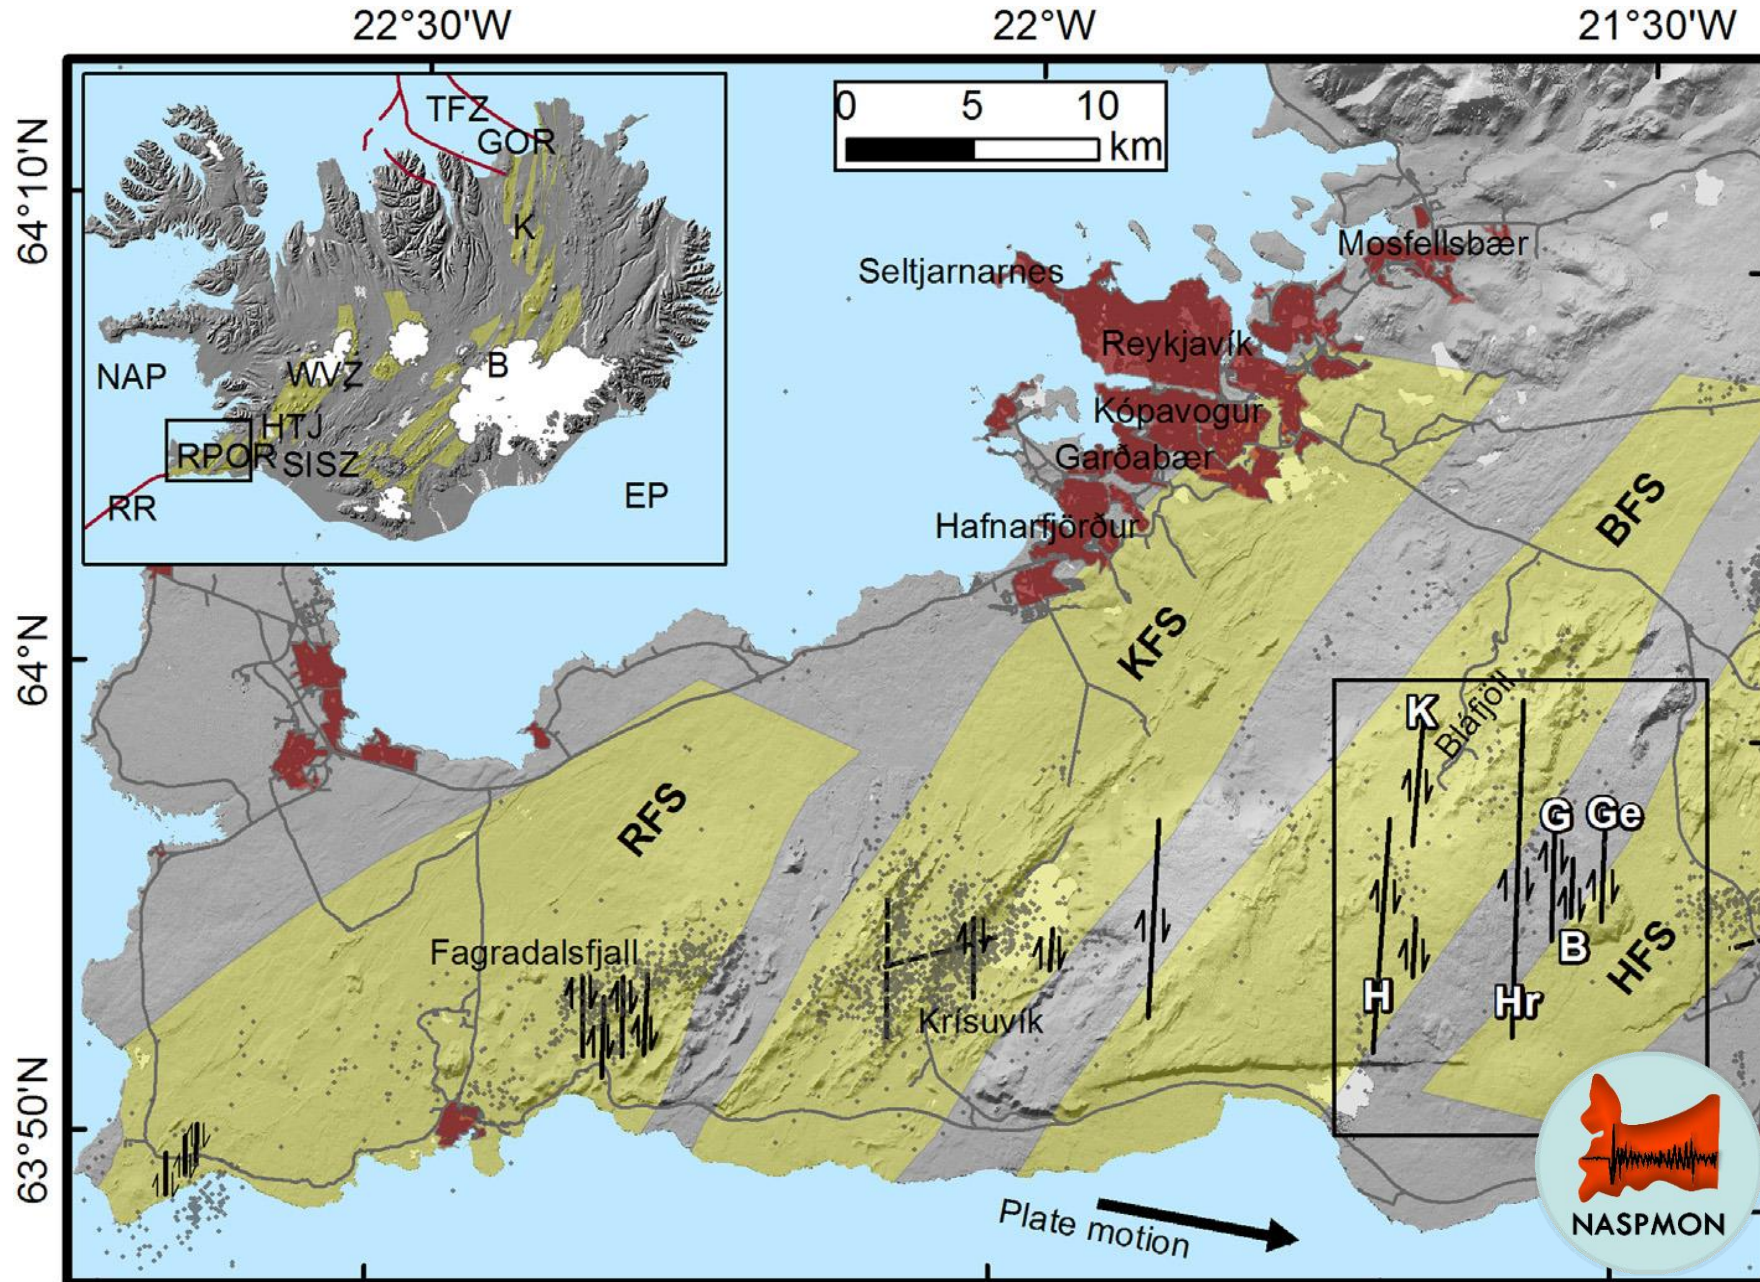 22°30'W
22°W
21°30'W
64°10'N
64°N
63°50'N
0 5 10
km
TFZ
GOR
K
NAP
WVZ
B
HTJ
RPOR
SISZ
RR
EP
Mosfellsbær
Seltjarnarnes
Reykjavík
Kópavogur
Garðabær
Hafnarfjörður
BFS
KFS
RFS
K
Bláfjöll
G
Ge
Fagradalsfjall
B
HFS
H
Hr
Krísuvík
Plate motion
NASPMON